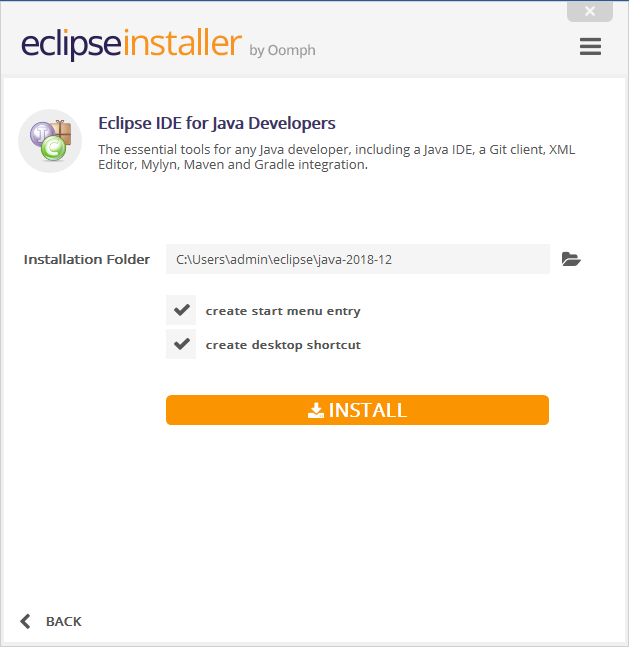 eclipse installer by Oomph
Eclipse IDE for Java Developers
The essential tools for any Java developer, including a Java IDE, a Git client, XML
Editor, Mylyn, Maven and Gradle integration.
Installation Folder C:\Users\admin\eclipse\java-2018-12
create start menu entry
create desktop shortcut
INSTALL
BACK